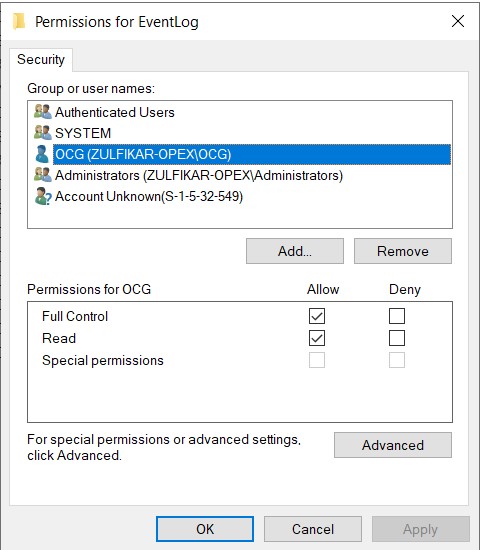 Permissions for EventLog
Security
Group or user names:
Authenticated Users
SYSTEM
OCG (ZULFIKAR-OPEX\OCG)
Administrators (ZULFIKAR-OPEX\Administrators)
Account Unknown(S-1-5-32-549)
Add...
Remove
Permissions for OCG
Allow
Deny
Full Control
Read
Special permissions
For special permissions or advanced settings,
click Advanced.
Advanced
OK
Cancel
Apply